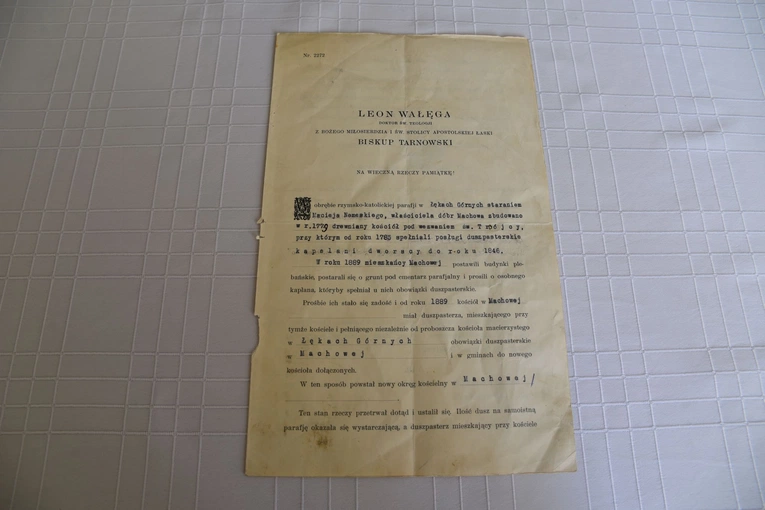 Nr. 2272
LEON WAŁĘGA
DOKTOR ŚW. TEOLOGJI
Z BOŻEGO MIŁOSIERDZIA I ŚW. STOLICY APOSTOLSKIEJ ŁASKI
BISKUP TARNOWSKI
NA WIECZNĄ RZECZY PAMIĄTKĘ!
W obrębie rzymsko-katolickiej parafji w Łękach Górnych staraniem
Macieja, właściciela dóbr Machowa zbudowano
w r. drewniany kościół pod wezwaniem św. Trójcy,
przy którym od roku 1785 spełniali posługi duszpasterskie
kapelani dworscy do roku 1846.
W roku 1889 mieszkańcy Machowej postawili budynki ple-
bańskie, postarali się o grunt pod cmentarz parafjalny i prosili o osobnego
kapłana, któryby spełniał u nich obowiązki duszpasterskie.
Prośbie ich stało się zadość i od roku 1889 kościół w Machowej
miał duszpasterza, mieszkającego przy
tymże kościele i pełniącego niezależnie od proboszcza kościoła macierzystego
w Łękach Górnych obowiązki duszpasterskie
w Machowej i w gminach do nowego
kościoła dołączonych.
W ten sposób powstał nowy okręg kościelny w Machowej/
Ten stan rzeczy przetrwał dotąd i ustalił się. Ilość dusz na samoistną
parafję okazała się wystarczającą, a duszpasterz mieszkający przy kościele